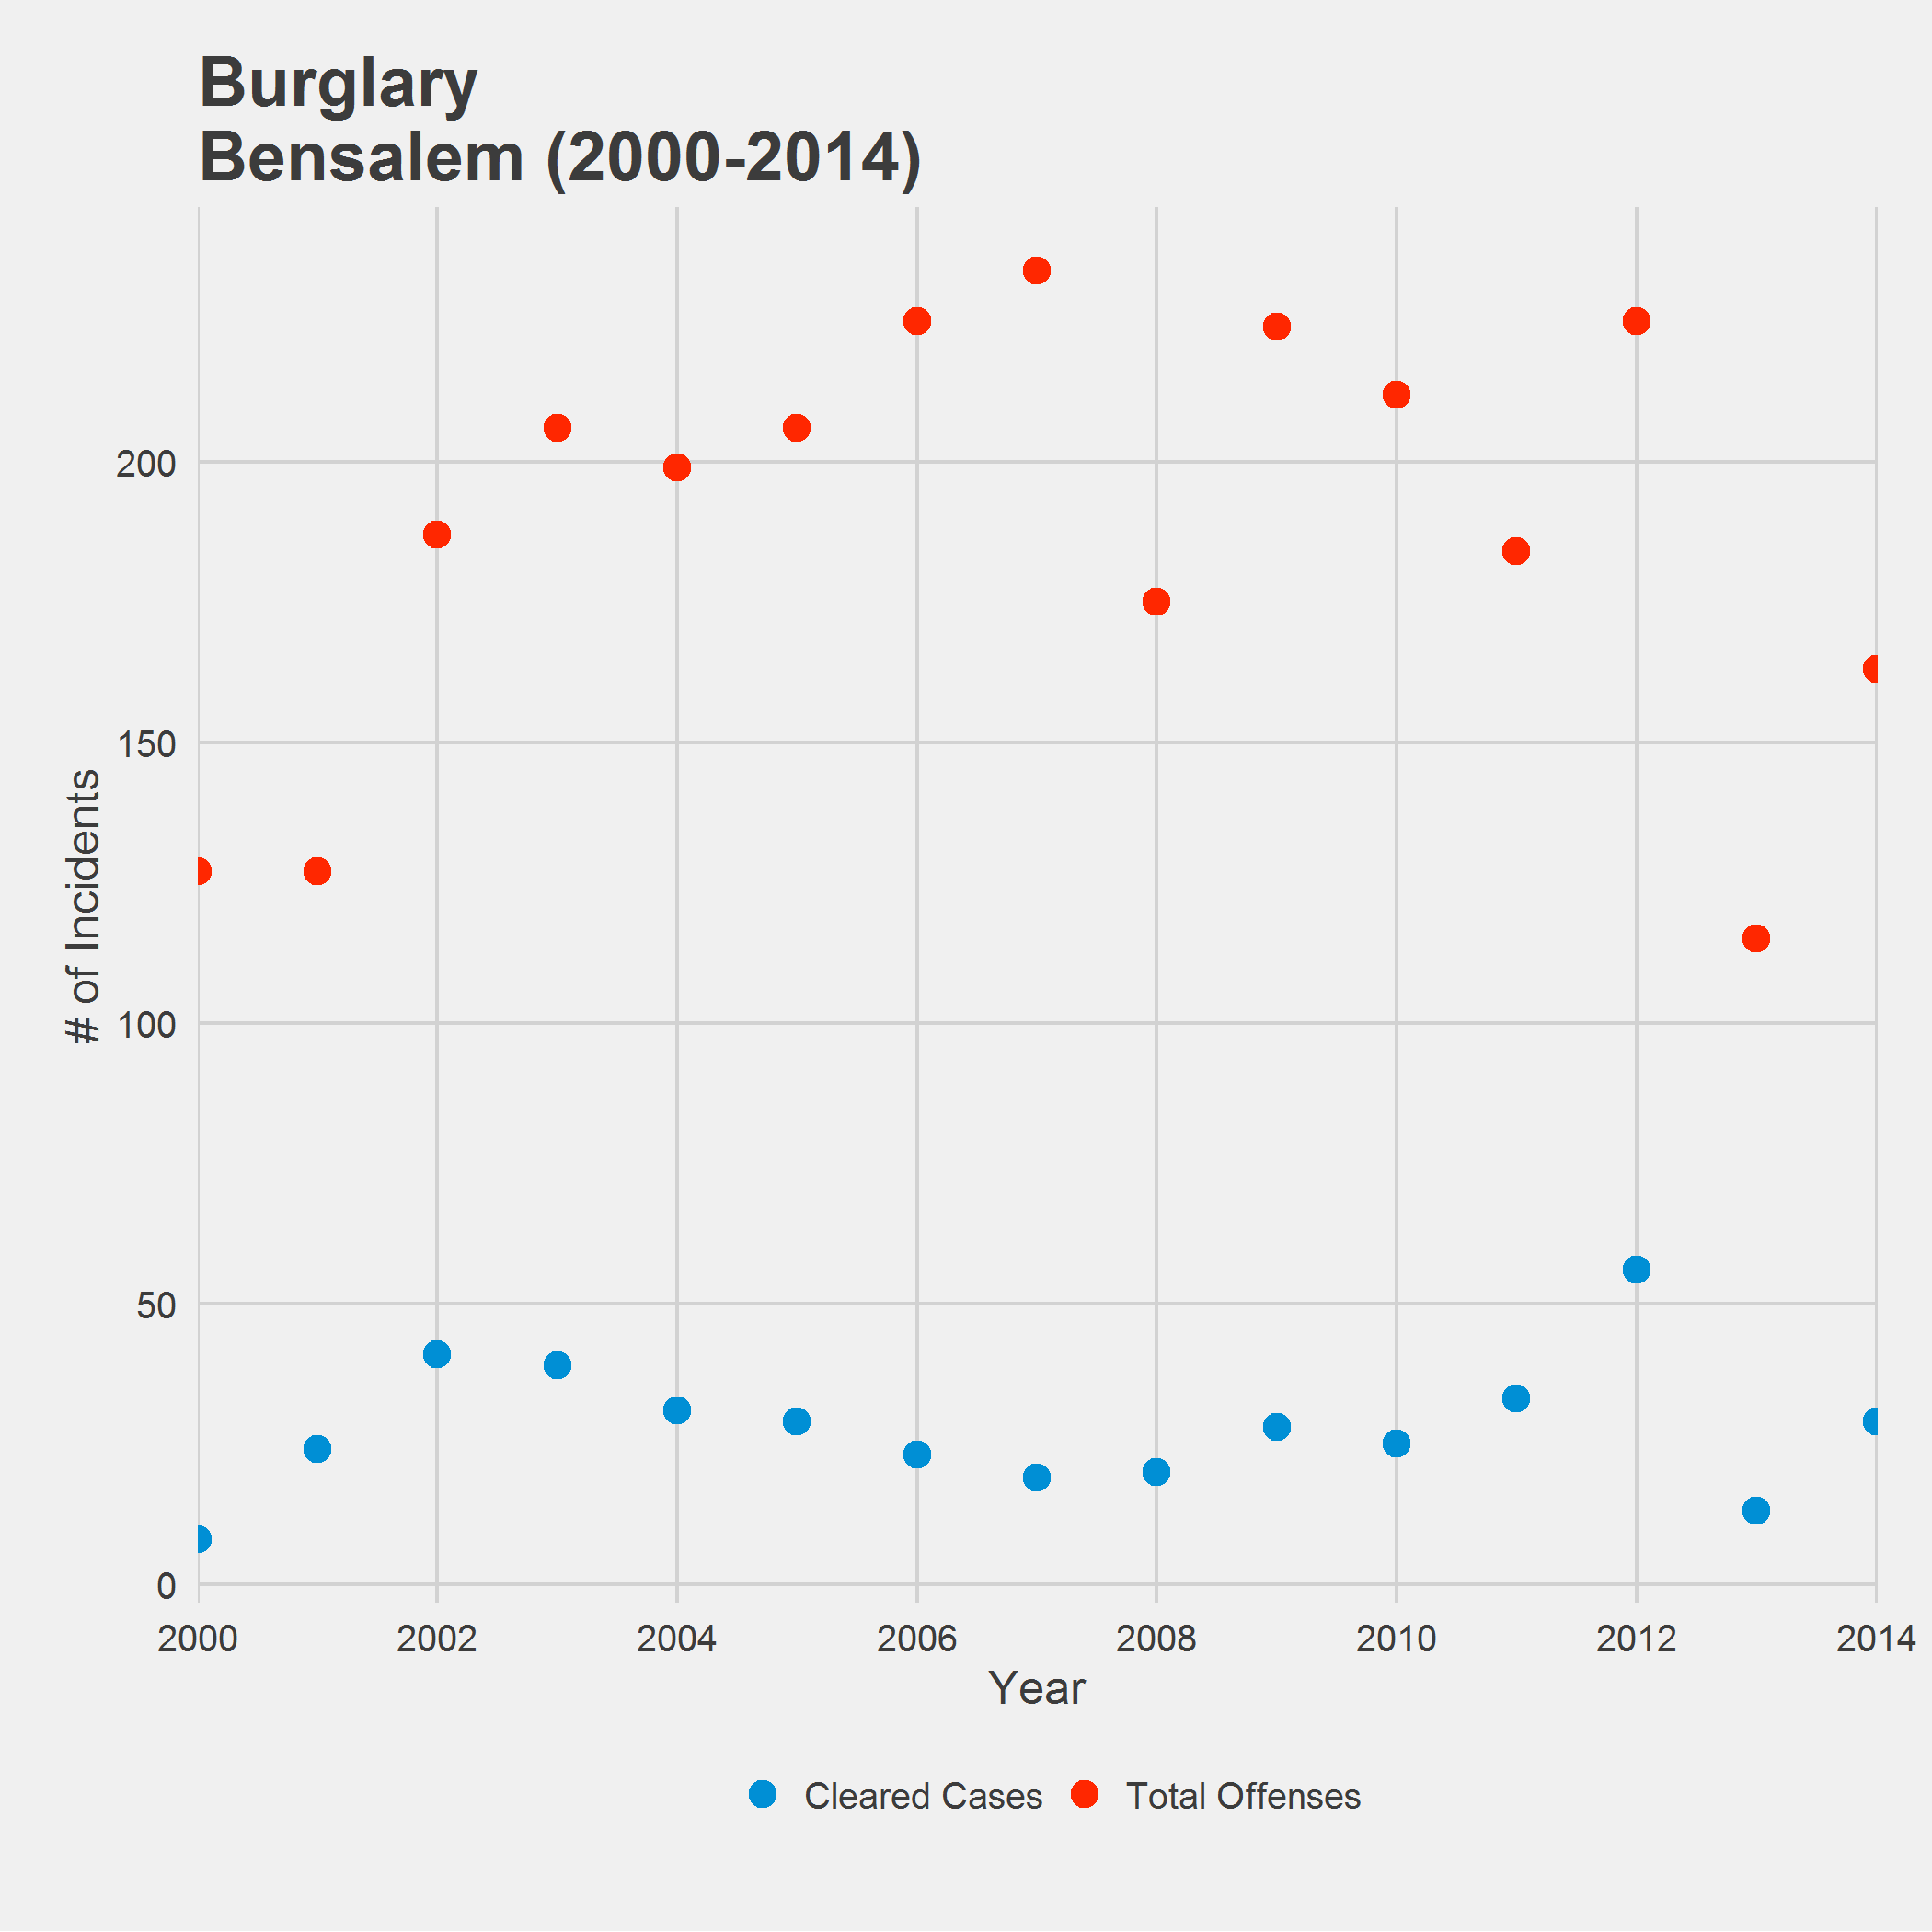 Burglary
Bensalem (2000-2014)
200
150
100
50
0
# of Incidents
2000 2002 2004 2006 2008 2010 2012 2014
Year
Cleared Cases Total Offenses